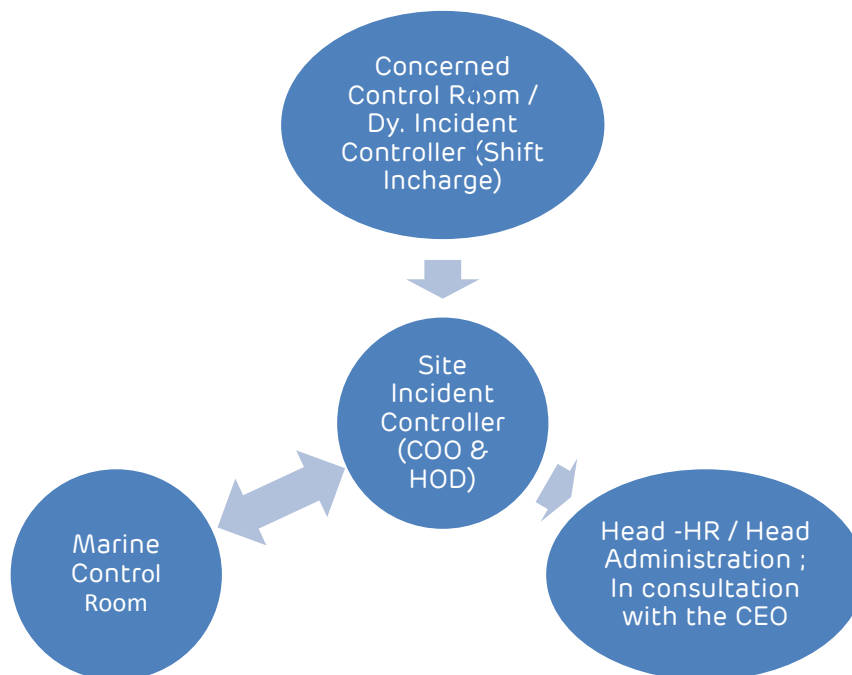 Concerned
Control Room /
Dy. Incident
Controller (Shift
Incharge)
Site
Incident
Controller
(COO &
HOD)
Marine
Control
Room
Head -HR / Head
Administration ;
In consultation
with the CEO